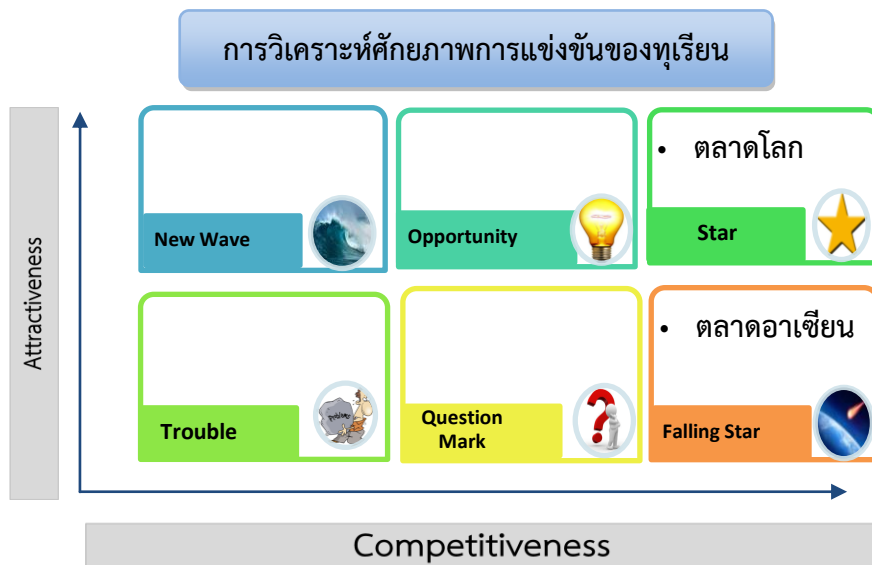 การวิเคราะห์ศักยภาพการแข่งขันของทุเรียน
Attractiveness
• ตลาดโลก
New Wave
Opportunity
Star
• ตลาดอาเซียน
Trouble
Question
Mark
Falling Star
Competitiveness